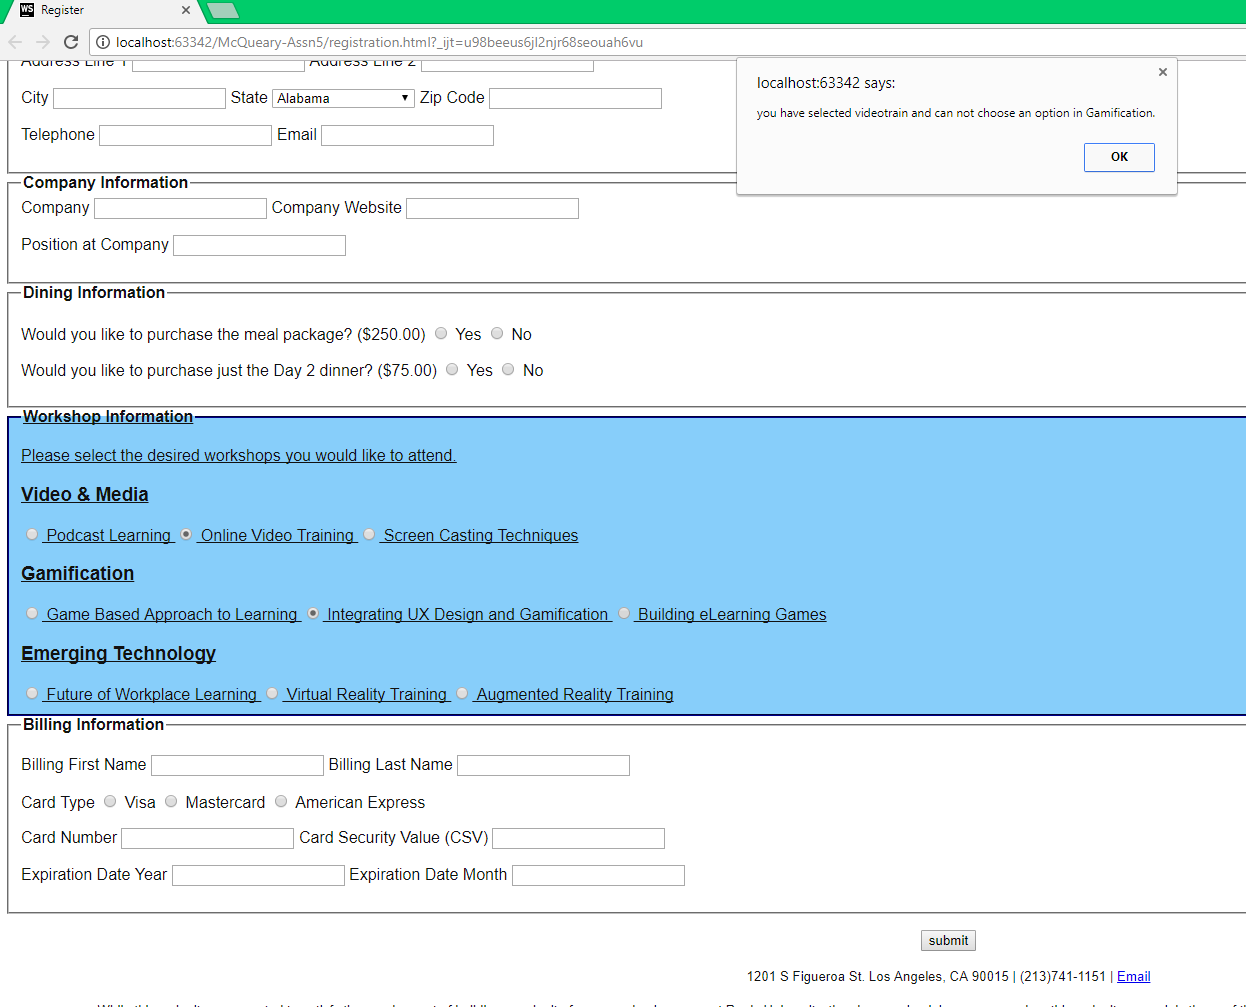 WS Register
localhost:63342/McQueary-Assn5/registration.html?_ijt=u98beeus6jl2njr68seouah6vu
Address Line 1 Address Line 2
localhost:63342 says:
you have selected videotrain and can not choose an option in Gamification.
OK
City State Alabama Zip Code
Telephone Email
Company Information
Company Company Website
Position at Company
Dining Information
Would you like to purchase the meal package? ($250.00) Yes No
Would you like to purchase just the Day 2 dinner? ($75.00) Yes No
Workshop Information
Please select the desired workshops you would like to attend.
Video & Media
Podcast Learning Online Video Training Screen Casting Techniques
Gamification
Game Based Approach to Learning Integrating UX Design and Gamification Building eLearning Games
Emerging Technology
Future of Workplace Learning Virtual Reality Training Augmented Reality Training
Billing Information
Billing First Name Billing Last Name
Card Type Visa Mastercard American Express
Card Number Card Security Value (CSV)
Expiration Date Year Expiration Date Month
submit
1201 S Figueroa St. Los Angeles, CA 90015 | (213)741-1151 | Email